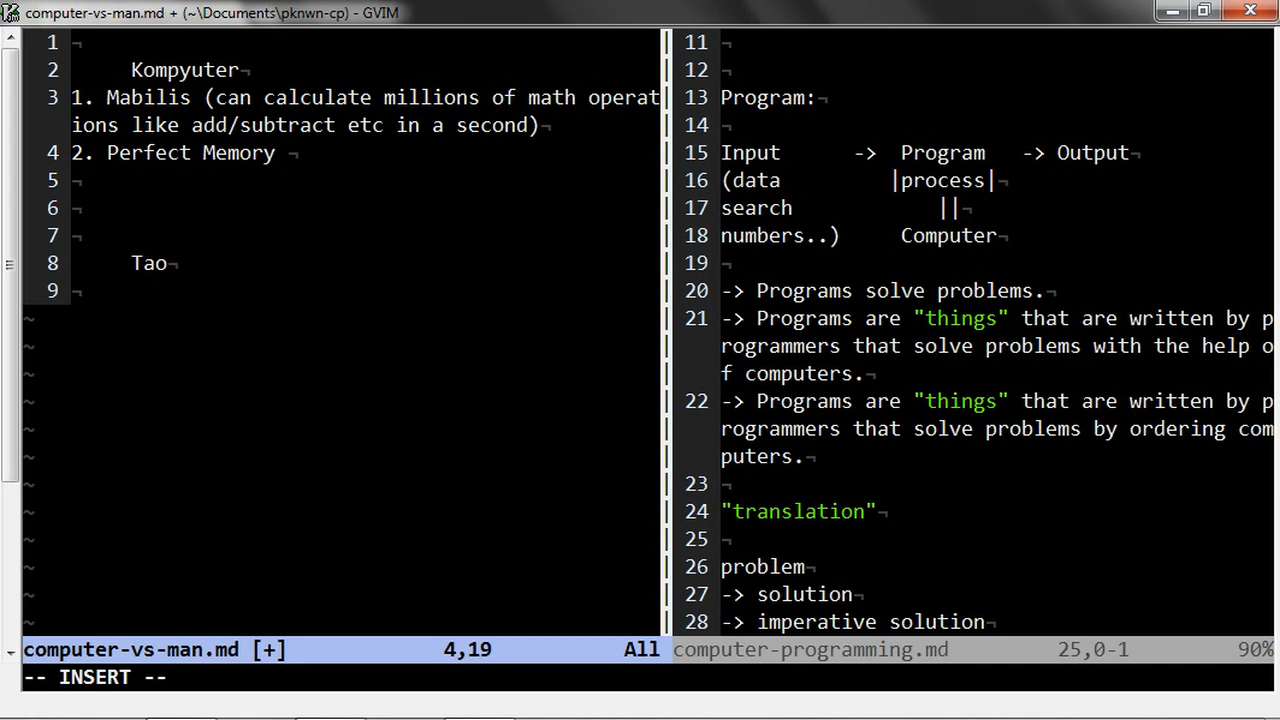 computer-vs-man.md + (~\Documents\pknwn-cp) - GVIM
1 ¬
2 Kompyuter¬
3 1. Mabilis (can calculate millions of math operat
ions like add/subtract etc in a second)¬
4 2. Perfect Memory ¬
5 ¬
6 ¬
7 ¬
8 Tao¬
9 ¬
~
~
~
~
~
~
~
~
~
~
~
~
computer-vs-man.md [+] 4,19 All
-- INSERT --
11 ¬
12 ¬
13 Program:¬
14 ¬
15 Input -> Program -> Output¬
16 (data |process|¬
17 search ||¬
18 numbers..) Computer¬
19 ¬
20 -> Programs solve problems.¬
21 -> Programs are "things" that are written by p
rogrammers that solve problems with the help o
f computers.¬
22 -> Programs are "things" that are written by p
rogrammers that solve problems by ordering com
puters.¬
23 ¬
24 "translation"¬
25 ¬
26 problem¬
27 -> solution¬
28 -> imperative solution¬
computer-programming.md 25,0-1 90%